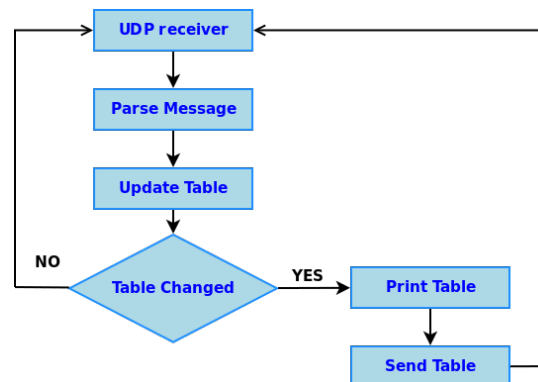 UDP receiver
Parse Message
Update Table
NO
Table Changed
YES
Print Table
Send Table